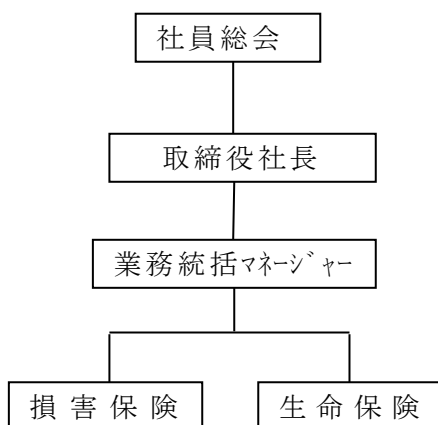 社員総会
取締役社長
業務統括ﾏﾈｰｼﾞｬｰ
損害保険
生命保険